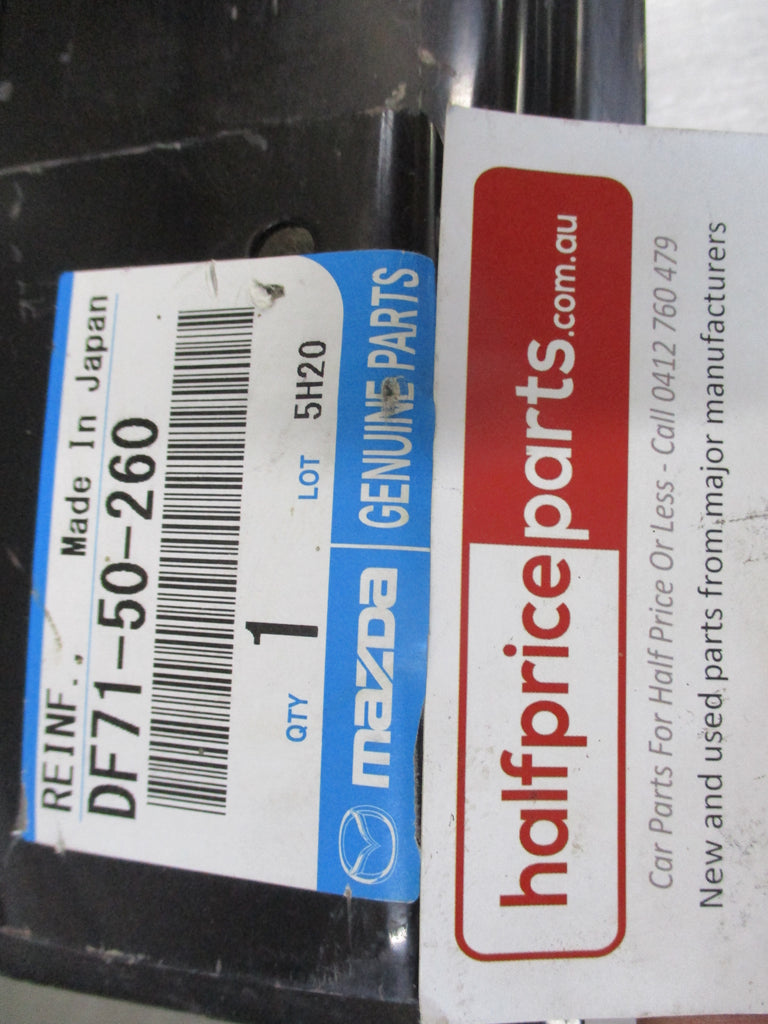 REINF., Made In Japan
DF71-50-260
QTY 1 LOT 5H20
mazda GENUINE PARTS
halfpriceparts.com.au
Car Parts For Half Price Or Less - Call 0412 760 479
New and used parts from major manufacturers